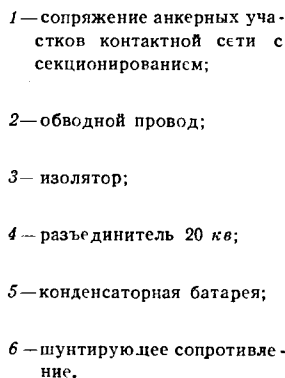 1—сопряжение анкерных уча-
стков контактной сети с
секционированием;
2—обводной провод;
3— изолятор;
4—разъединитель 20 кв;
5—конденсаторная батарея;
6—шунтирующее сопротивле-
ние.